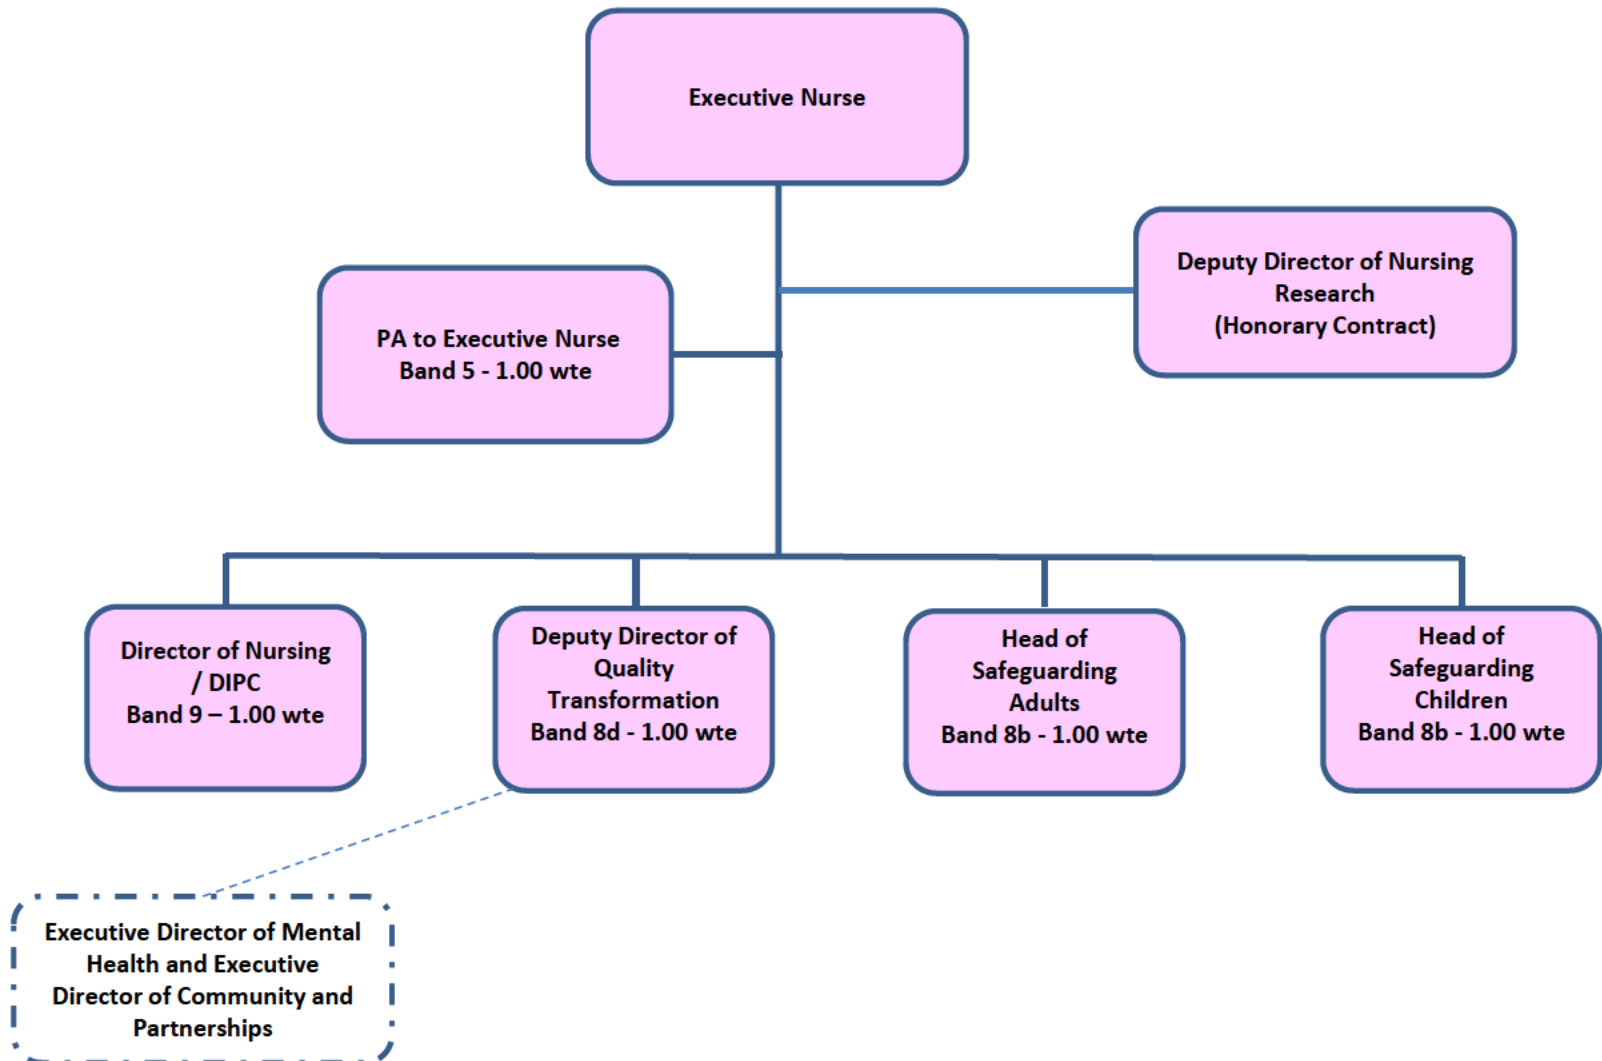 Executive Nurse
Deputy Director of Nursing
Research
(Honorary Contract)
PA to Executive Nurse
Band 5 - 1.00 wte
Director of Nursing
/ DIPC
Band 9 – 1.00 wte
Deputy Director of
Quality
Transformation
Band 8d - 1.00 wte
Head of
Safeguarding
Adults
Band 8b - 1.00 wte
Head of
Safeguarding
Children
Band 8b - 1.00 wte
Executive Director of Mental
Health and Executive
Director of Community and
Partnerships